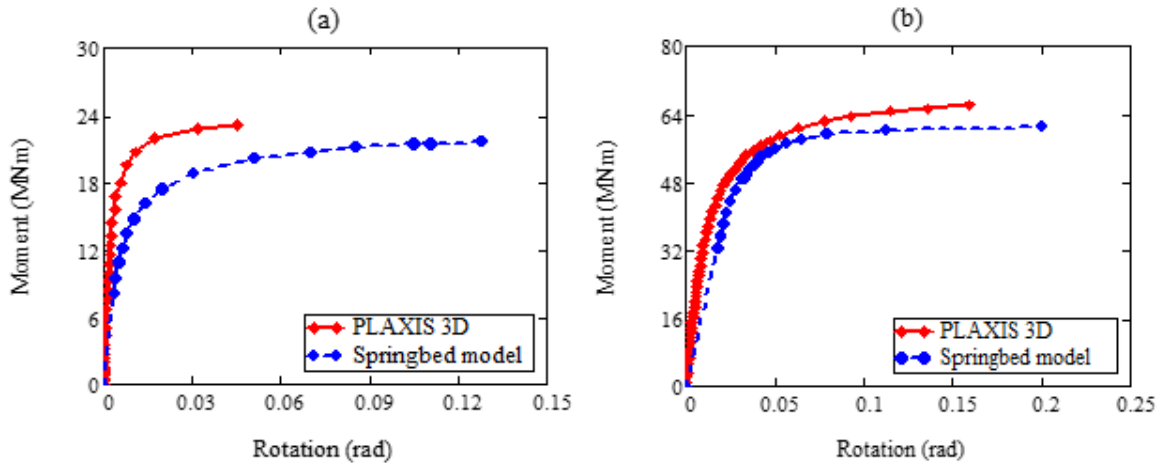 (a)
30
24
18
12
6
0
Moment (MNm)
PLAXIS 3D
Springbed model
0 0.03 0.06 0.09 0.12 0.15
Rotation (rad)
(b)
80
64
48
32
16
0
Moment (MNm)
PLAXIS 3D
Springbed model
0 0.05 0.1 0.15 0.2 0.25
Rotation (rad)